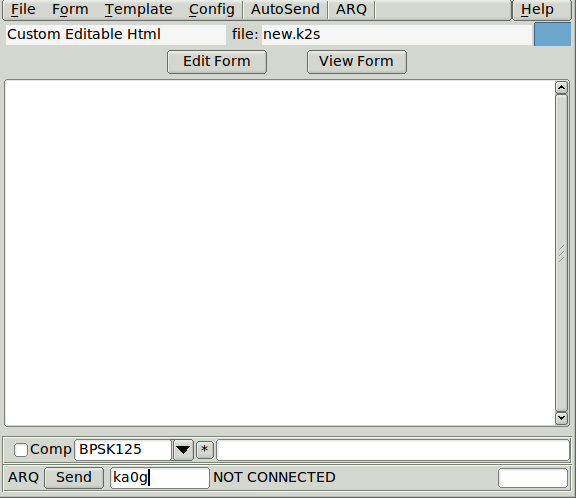 File Form Template Config AutoSend ARQ Help
Custom Editable Html file: new.k2s
Edit Form View Form
Comp BPSK125 *
ARQ Send ka0g NOT CONNECTED